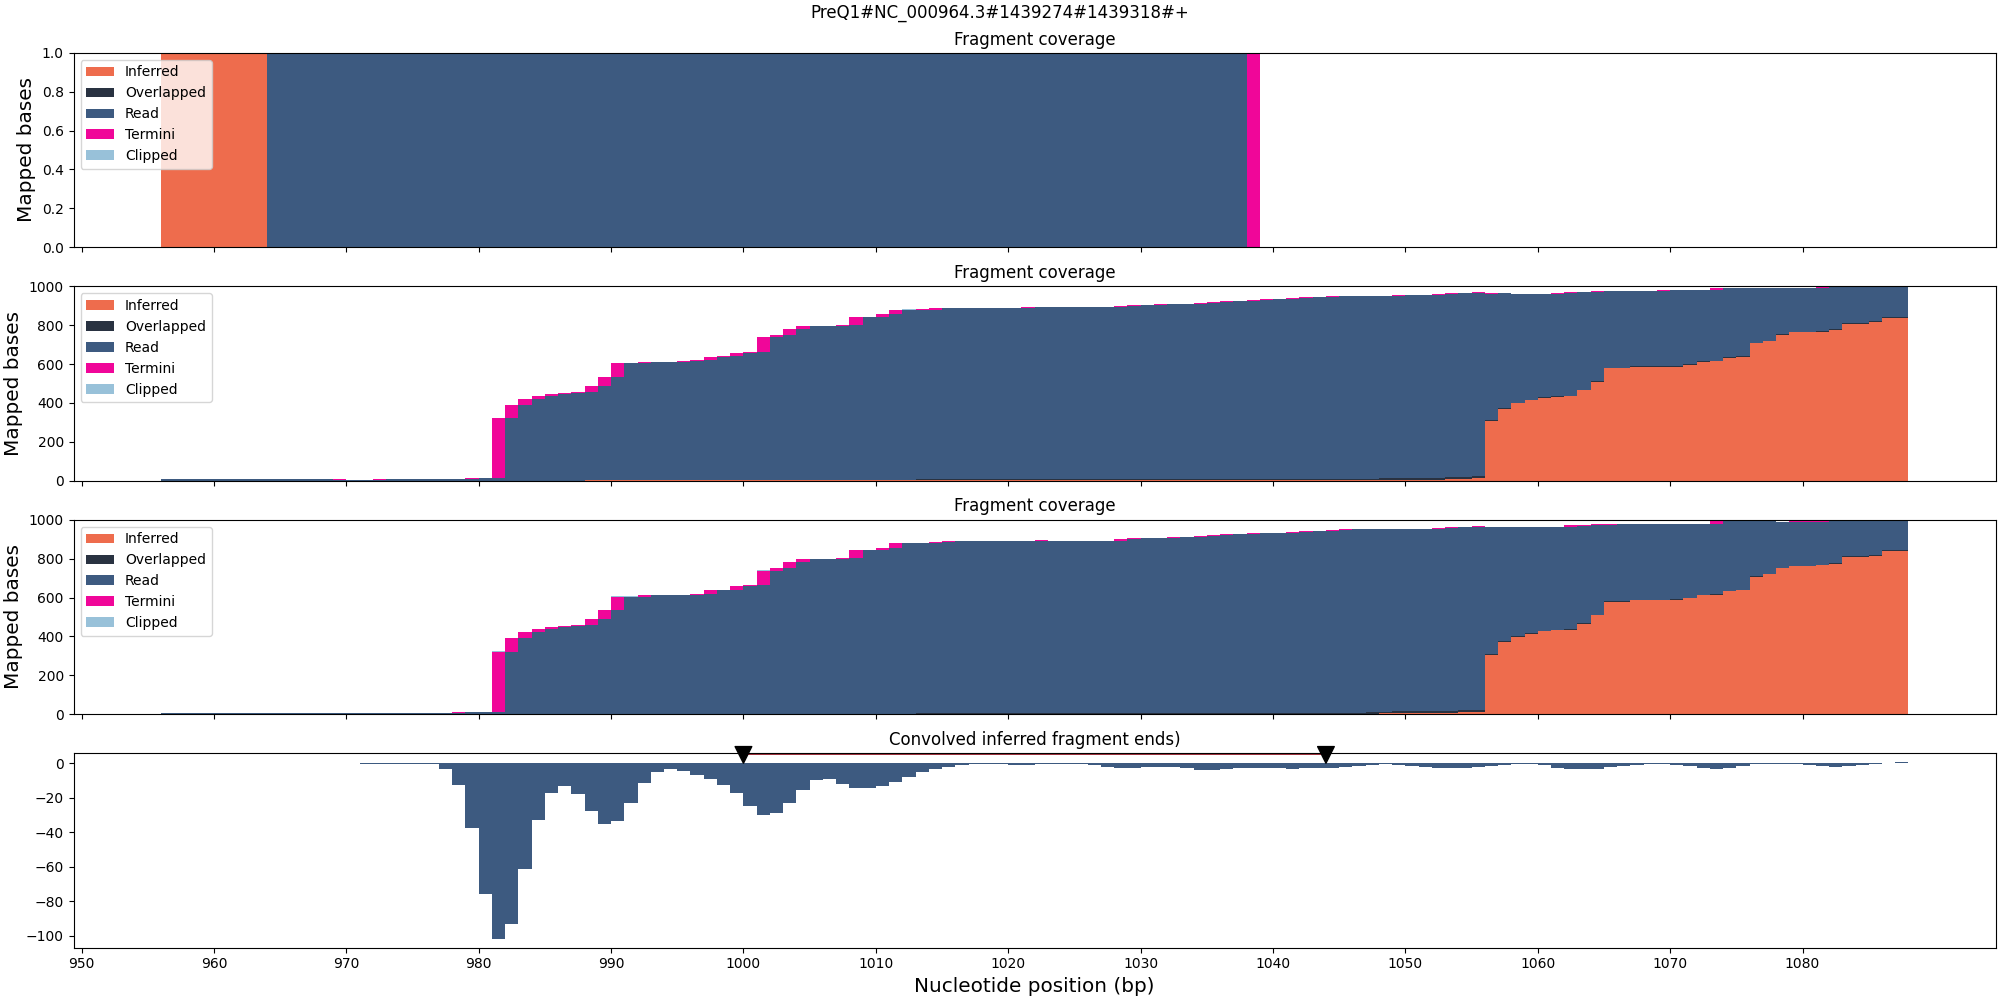 PreQ1#NC_000964.3#1439274#1439318#+
Fragment coverage
Mapped bases
1.0
0.8
0.6
0.4
0.2
0.0
Inferred
Overlapped
Read
Termini
Clipped
Fragment coverage
Mapped bases
1000
800
600
400
200
0
Inferred
Overlapped
Read
Termini
Clipped
Fragment coverage
Mapped bases
1000
800
600
400
200
0
Inferred
Overlapped
Read
Termini
Clipped
Convolved inferred fragment ends)
0
−20
−40
−60
−80
−100
950 960 970 980 990 1000 1010 1020 1030 1040 1050 1060 1070 1080
Nucleotide position (bp)